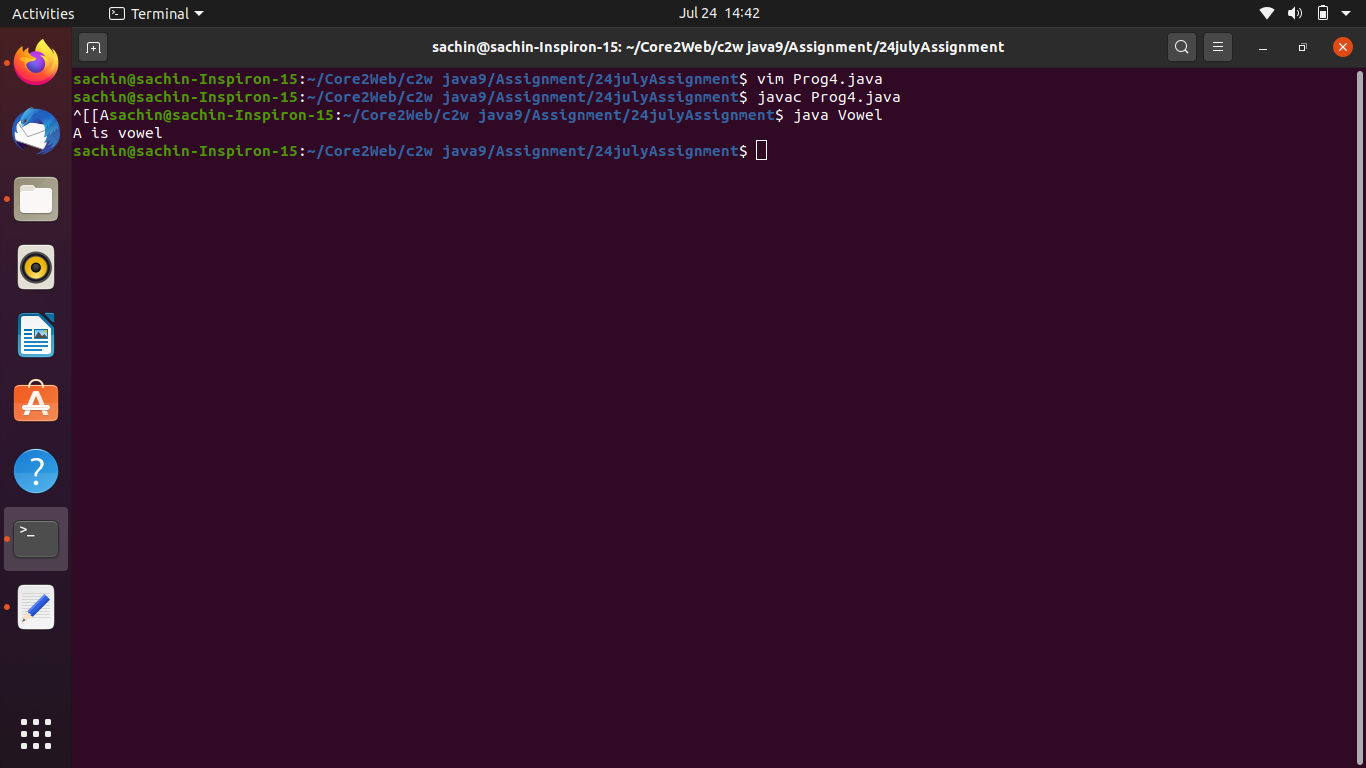 Activities Terminal Jul 24 14:42
sachin@sachin-Inspiron-15: ~/Core2Web/c2w java9/Assignment/24julyAssignment
sachin@sachin-Inspiron-15:~/Core2Web/c2w java9/Assignment/24julyAssignment$ vim Prog4.java
sachin@sachin-Inspiron-15:~/Core2Web/c2w java9/Assignment/24julyAssignment$ javac Prog4.java
^[[Asachin@sachin-Inspiron-15:~/Core2Web/c2w java9/Assignment/24julyAssignment$ java Vowel
A is vowel
sachin@sachin-Inspiron-15:~/Core2Web/c2w java9/Assignment/24julyAssignment$